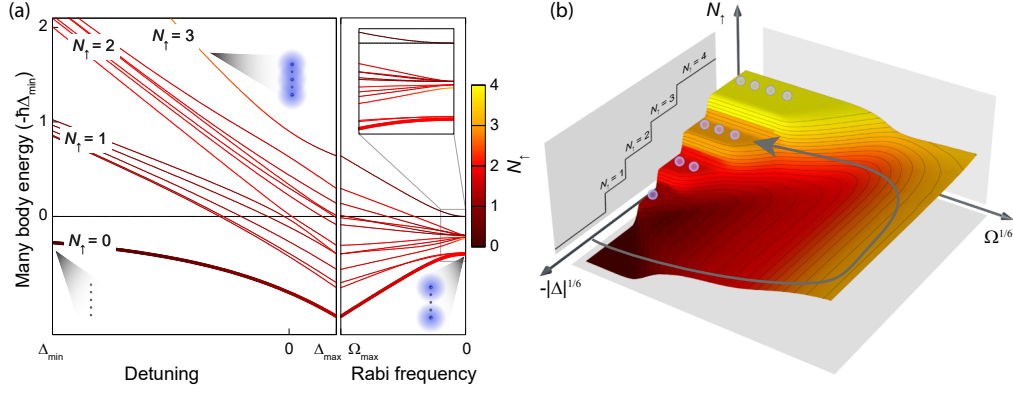 (a)
Many body energy (-ħΔmin)
2
1
0
N↑ = 3
N↑ = 2
N↑ = 1
N↑ = 0
Δmin
0
Δmax
Ωmax
0
Detuning
Rabi frequency
4
3
2
1
0
N↑
(b)
N↑
N↑ = 4
N↑ = 3
N↑ = 2
N↑ = 1
-|Δ|1/6
Ω1/6